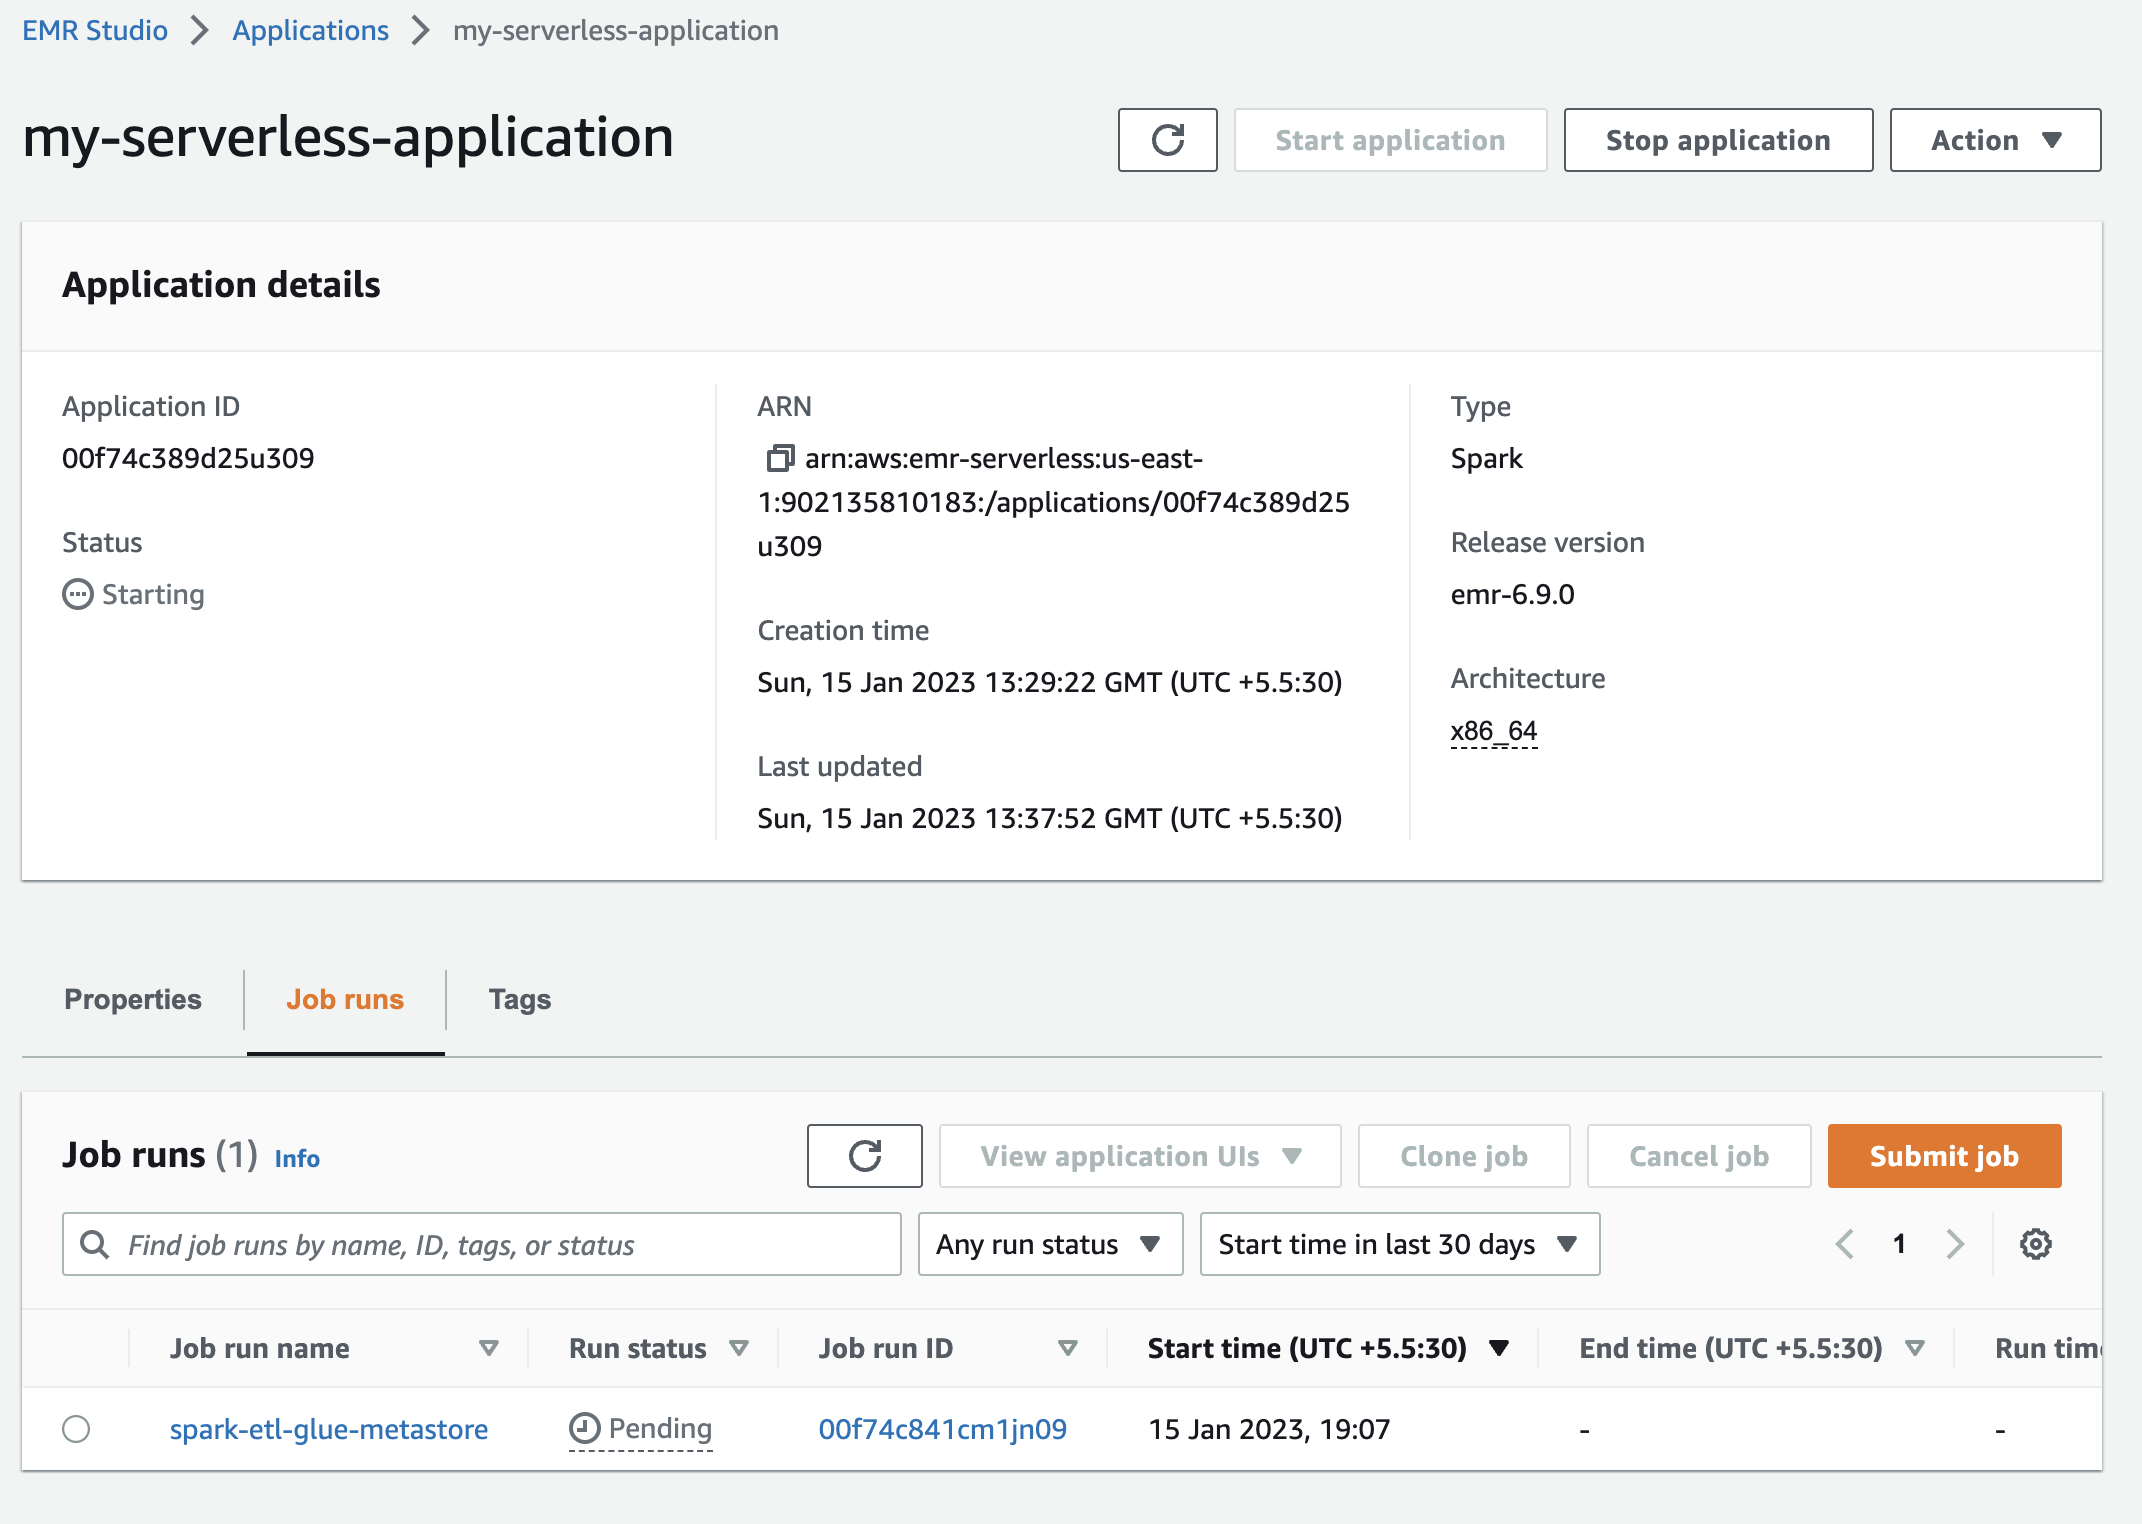 EMR Studio > Applications > my-serverless-application
my-serverless-application
Start application
Stop application
Action
Application details
Application ID
00f74c389d25u309
Status
Starting
ARN
arn:aws:emr-serverless:us-east-
1:902135810183:/applications/00f74c389d25
u309
Creation time
Sun, 15 Jan 2023 13:29:22 GMT (UTC +5.5:30)
Last updated
Sun, 15 Jan 2023 13:37:52 GMT (UTC +5.5:30)
Type
Spark
Release version
emr-6.9.0
Architecture
x86_64
Properties
Job runs
Tags
Job runs (1) Info
View application UIs
Clone job
Cancel job
Submit job
Find job runs by name, ID, tags, or status
Any run status
Start time in last 30 days
1
Job run name
Run status
Job run ID
Start time (UTC +5.5:30)
End time (UTC +5.5:30)
Run
spark-etl-glue-metastore
Pending
00f74c841cm1jn09
15 Jan 2023, 19:07
-
-